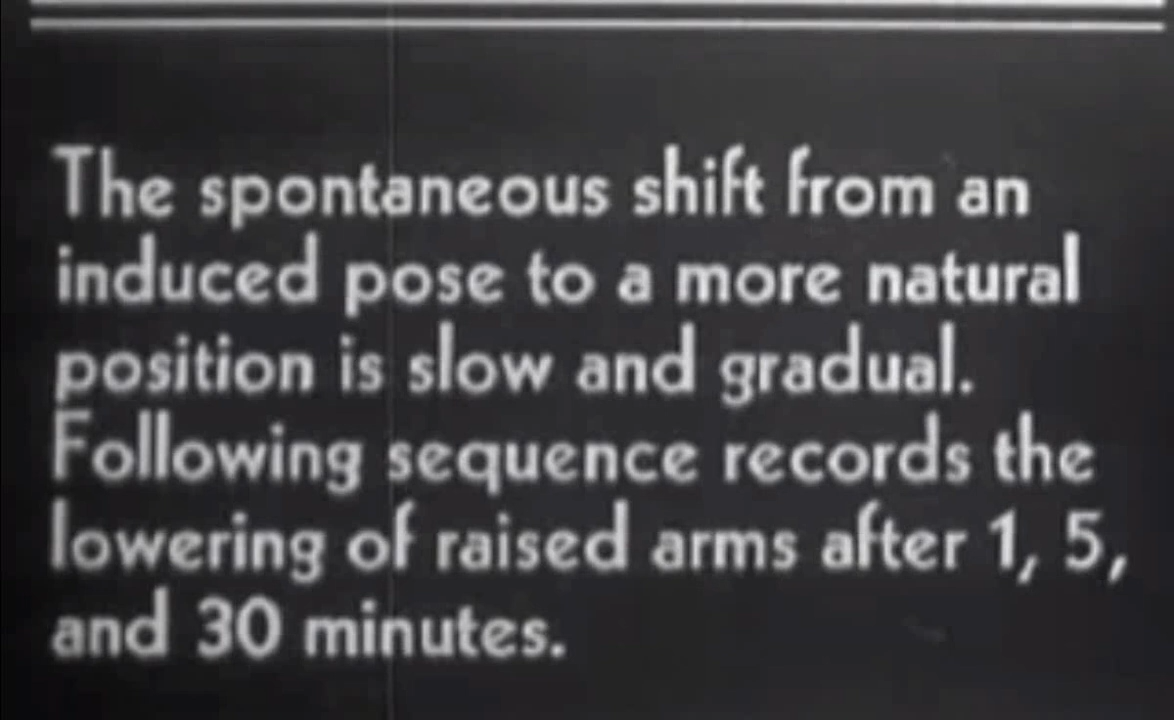 The spontaneous shift from an
induced pose to a more natural
position is slow and gradual.
Following sequence records the
lowering of raised arms after 1, 5,
and 30 minutes.